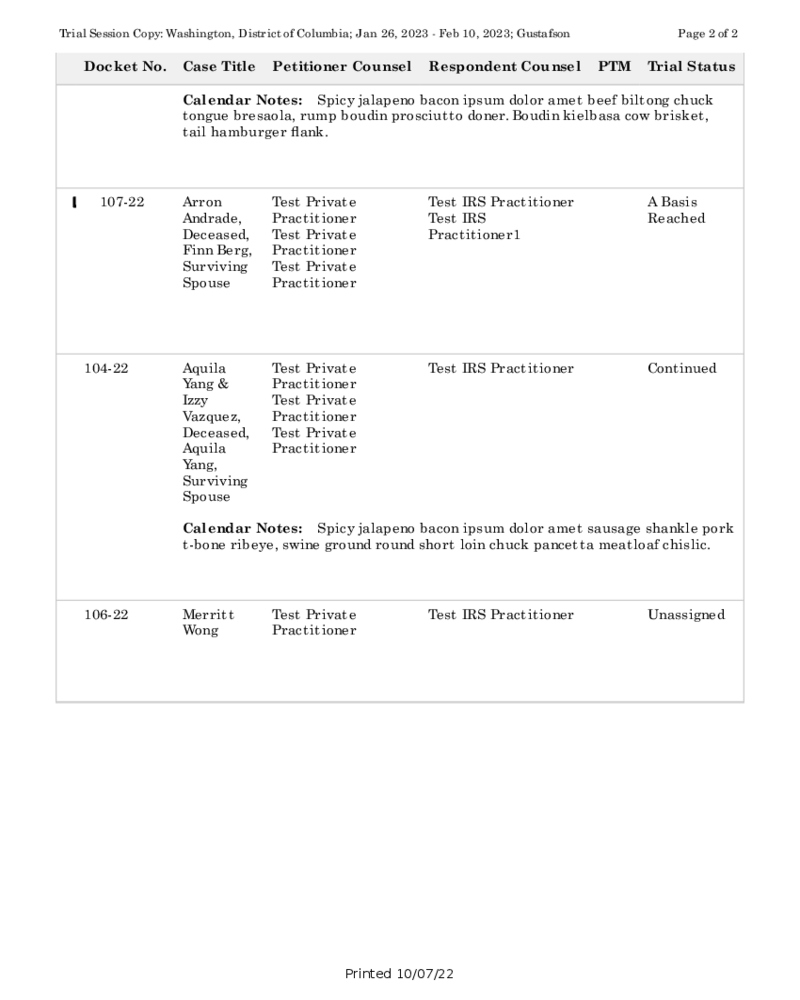 Trial Session Copy: Washington, District of Columbia; Jan 26, 2023 - Feb 10, 2023; Gustafson Page 2 of 2
Docket No. Case Title Petitioner Counsel Respondent Counsel PTM Trial Status
Calendar Notes: Spicy jalapeno bacon ipsum dolor amet beef biltong chuck
tongue bresaola, rump boudin prosciutto doner. Boudin kielbasa cow brisket,
tail hamburger flank.
107-22 Arron Test Private Test IRS Practitioner A Basis
Andrade, Practitioner Test IRS Reached
Deceased, Test Private Practitioner1
Finn Berg, Practitioner
Surviving Test Private
Spouse Practitioner
104-22 Aquila Test Private Test IRS Practitioner Continued
Yang & Practitioner
Izzy Test Private
Vazquez, Practitioner
Deceased, Test Private
Aquila Practitioner
Yang,
Surviving
Spouse
Calendar Notes: Spicy jalapeno bacon ipsum dolor amet sausage shankle pork
t-bone ribeye, swine ground round short loin chuck pancetta meatloaf chislic.
106-22 Merritt Test Private Test IRS Practitioner Unassigned
Wong Practitioner
Printed 10/07/22